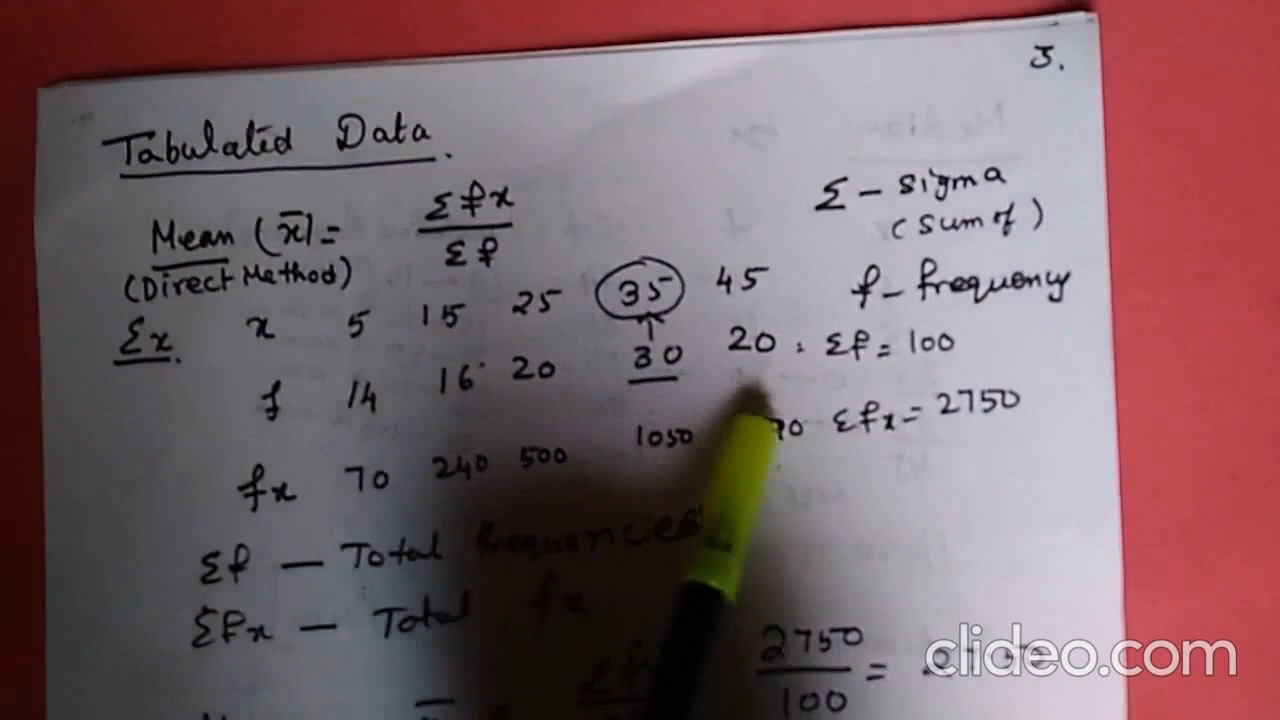 5.
Tabulated Data.
Mean (x̄) = Σfx / Σf
Σ - sigma
(sum of)
(Direct Method)
f - frequency
Ex. x 5 15 25 35 45
f 14 16 20 30 20 . Σf = 100
fx 70 240 500 1050 Σfx = 2750
Σf — Total frequencies
Σfx — Total fx
2750 / 100 =
clideo.com